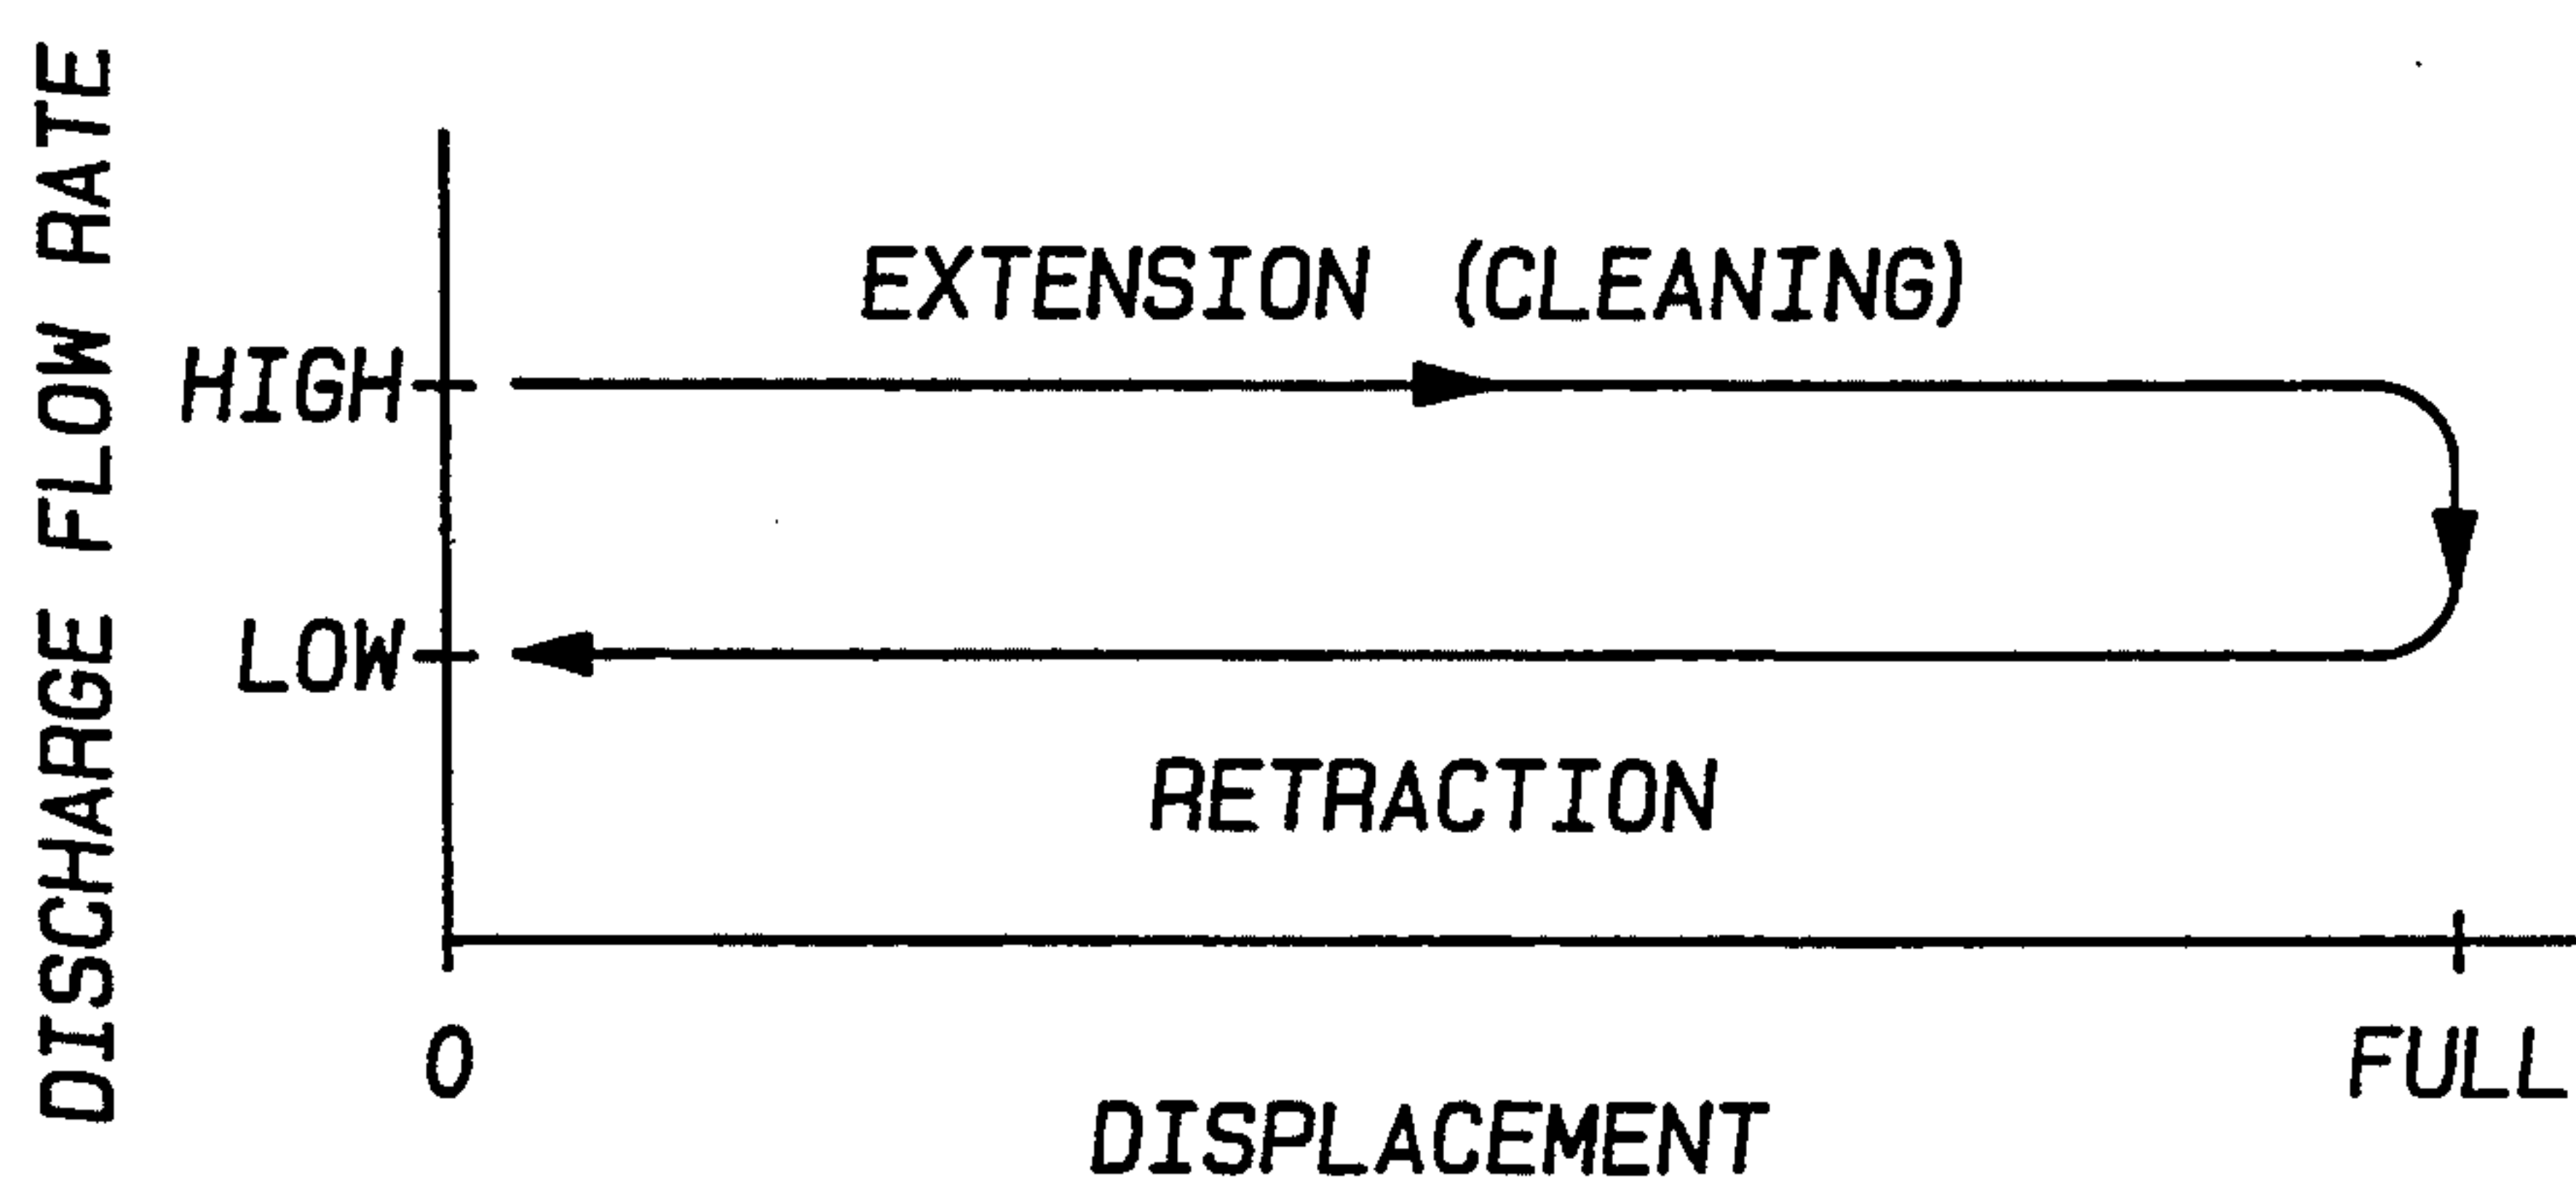 DISCHARGE FLOW RATE
EXTENSION (CLEANING)
HIGH
LOW
RETRACTION
0
FULL
DISPLACEMENT